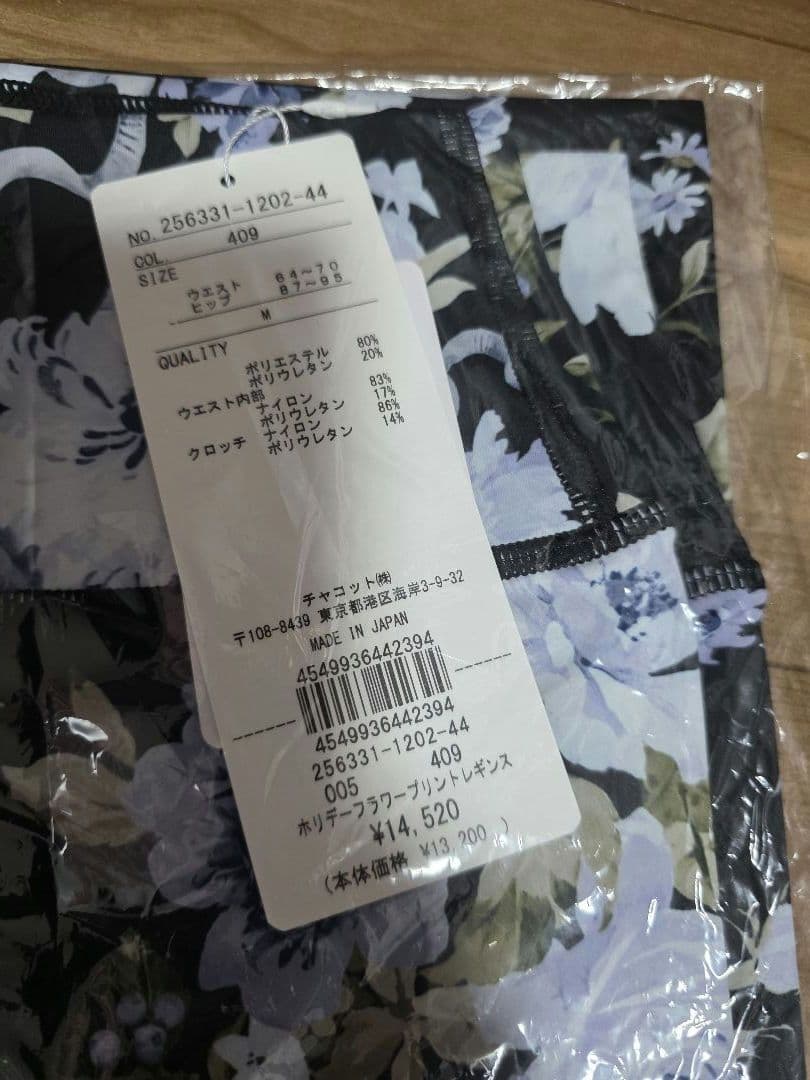 NO. 256331-1202-44
COL. 409
SIZE
ウエスト 64～70
ヒップ 87～95
M
QUALITY
ポリエステル 80%
ポリウレタン 20%
ウエスト内部 ナイロン 83%
ポリウレタン 17%
クロッチ ナイロン 86%
ポリウレタン 14%
チャコット㈱
〒108-8439 東京都港区海岸3-9-32
MADE IN JAPAN
4549936442394
4549936442394
256331-1202-44
005 409
ホリデーフラワープリントレギンス
¥14,520
(本体価格 ¥13,200 )